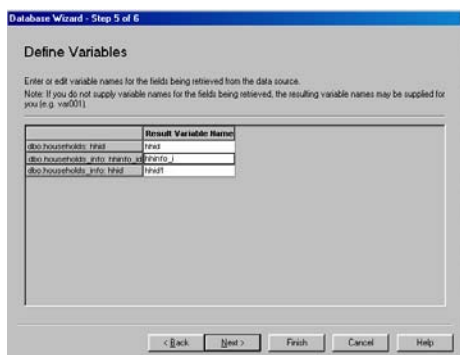 Database Wizard - Step 5 of 6
Define Variables
Enter or edit variable names for the fields being retrieved from the data source.
Note: If you do not supply variable names for the fields being retrieved, the resulting variable names may be supplied for
you (e.g. var001).
Result Variable Name
dbo.households: hhid hhid
dbo.households_info: hhinfo_id hhinfo_i
dbo.households_info: hhid hhid1
< Back Next > Finish Cancel Help